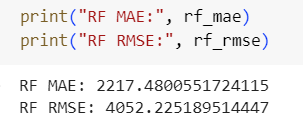 print("RF MAE:", rf_mae)
print("RF RMSE:", rf_rmse)
RF MAE: 2217.4800551724115
RF RMSE: 4052.225189514447